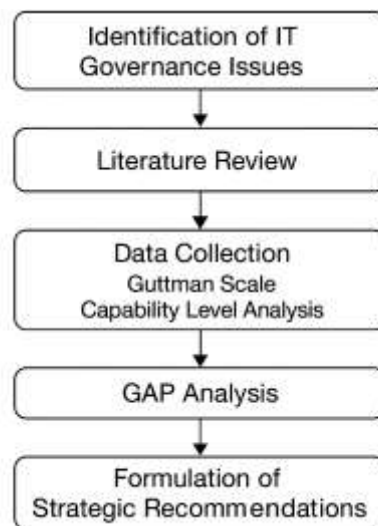 Identification of IT
Governance Issues
Literature Review
Data Collection
Guttman Scale
Capability Level Analysis
GAP Analysis
Formulation of
Strategic Recommendations